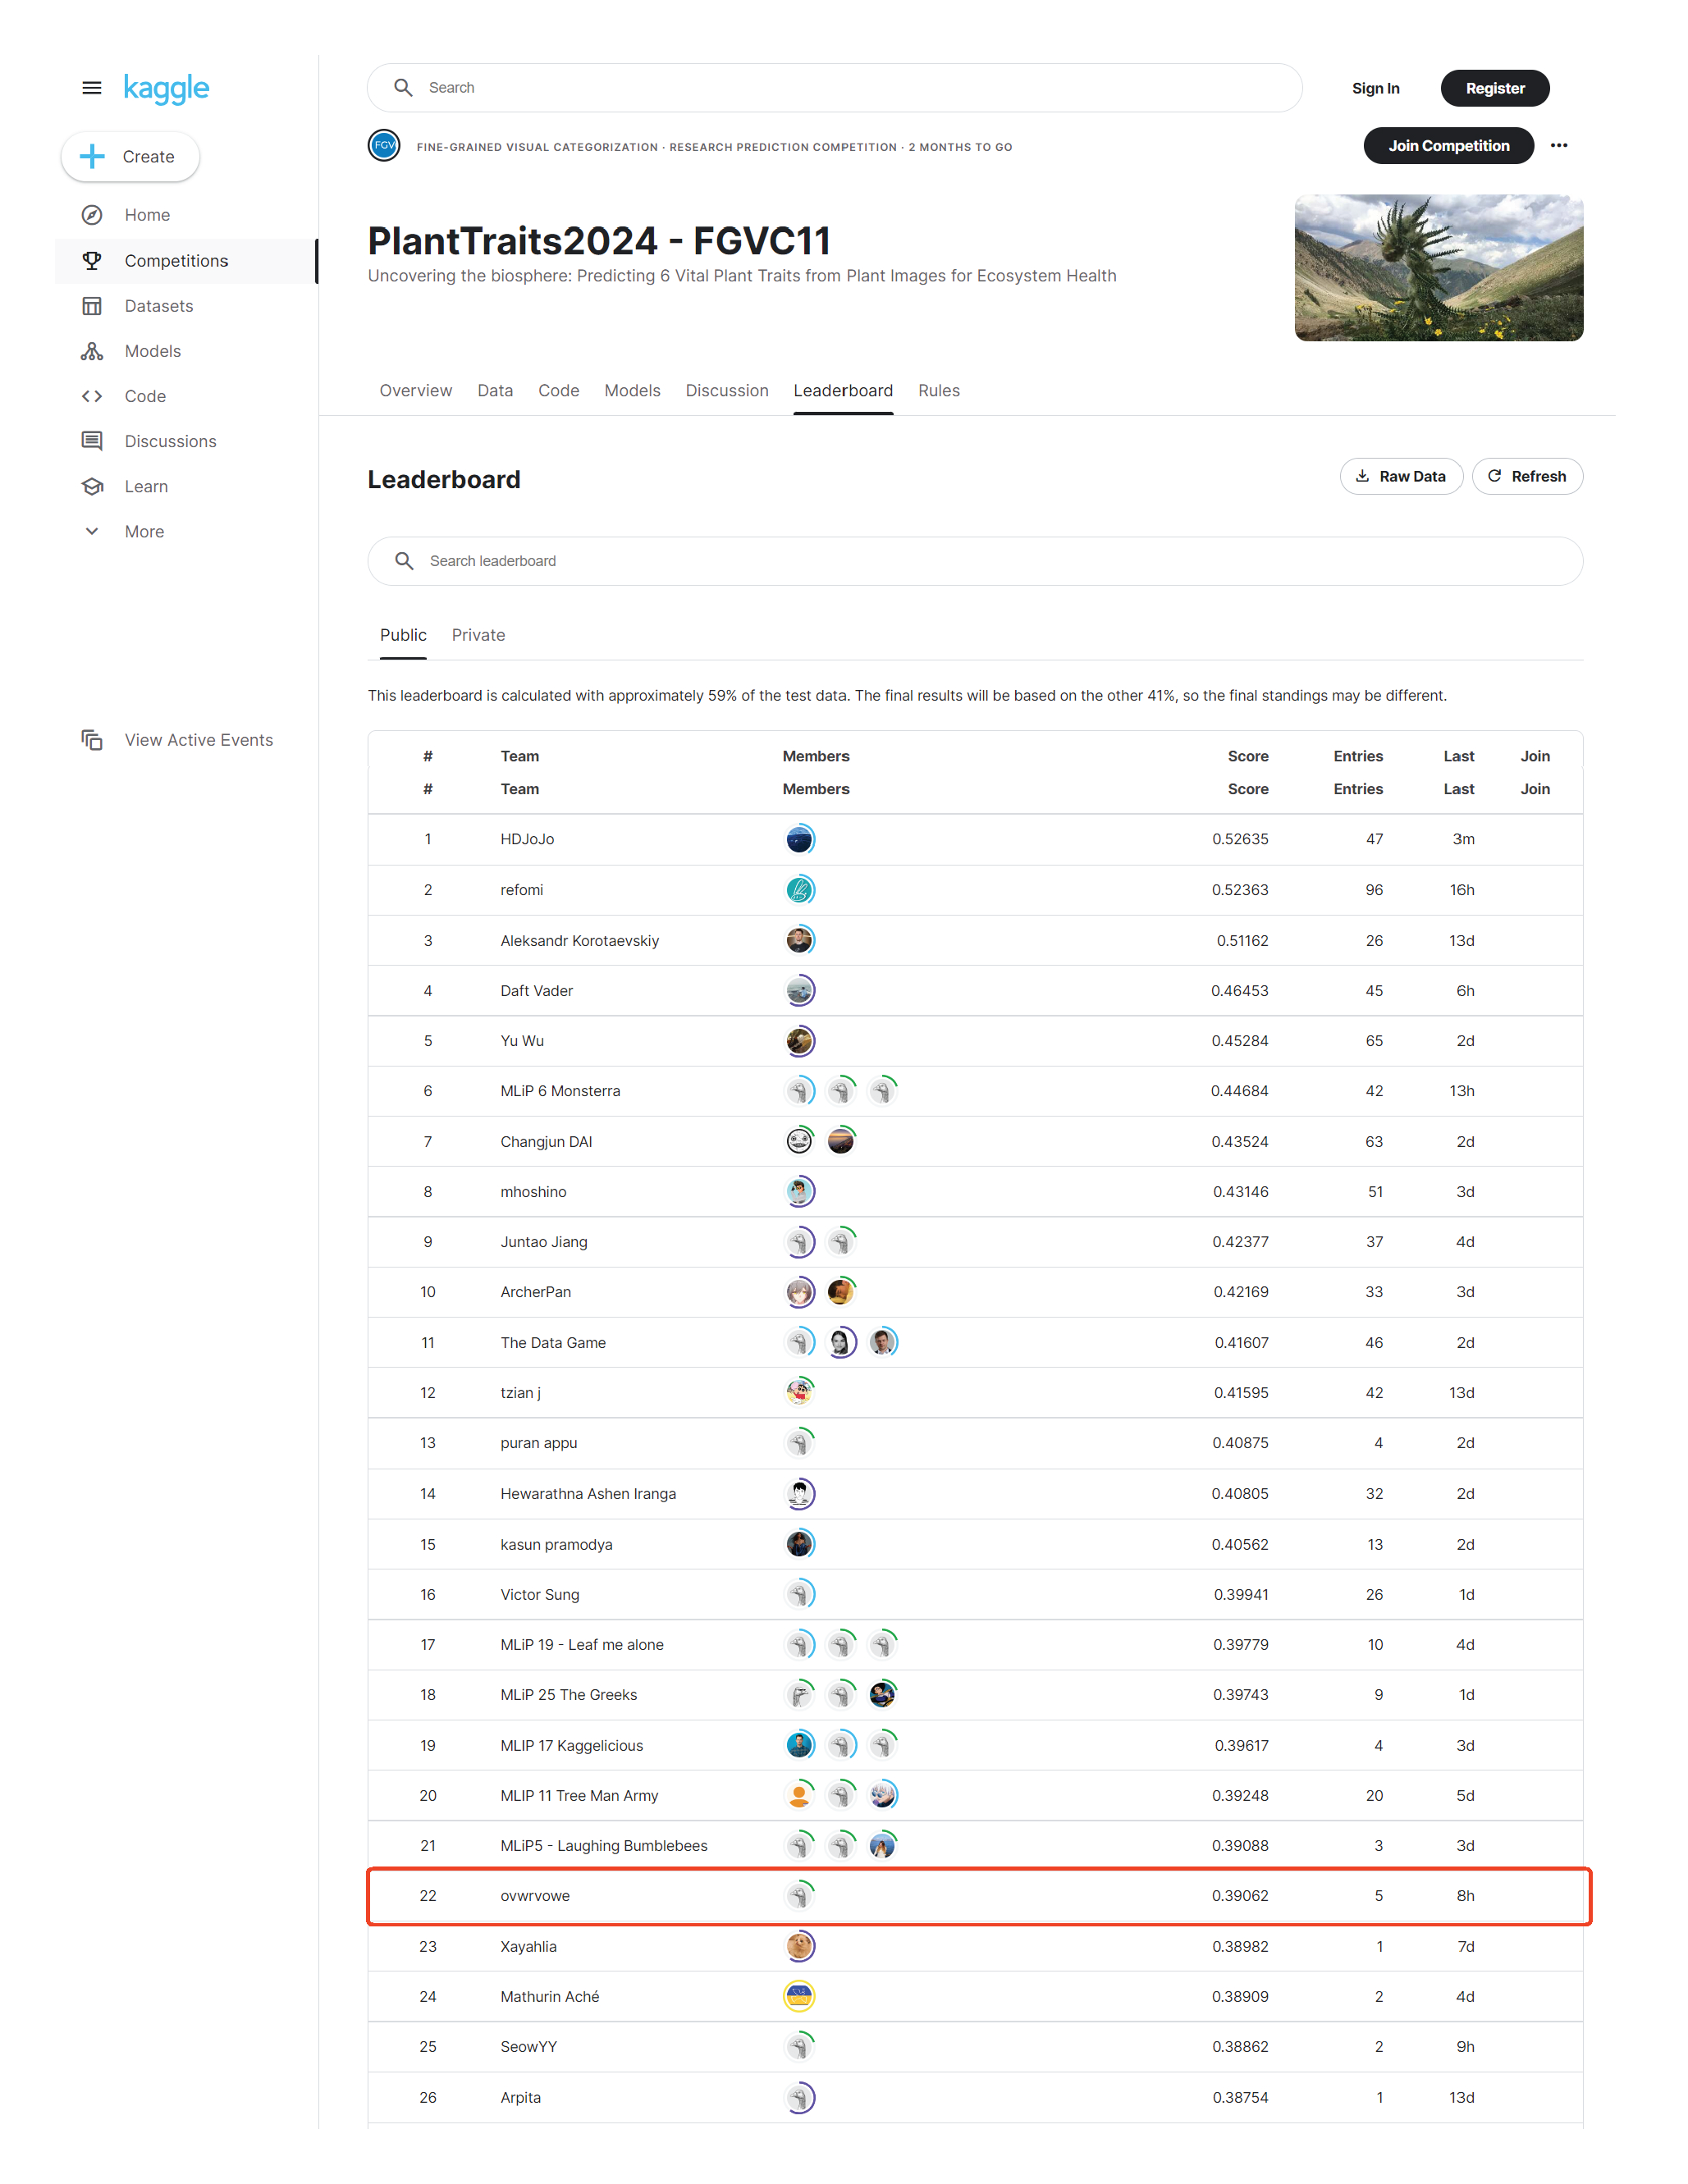 kaggle
Search
Sign In
Register
Create
FGV
FINE-GRAINED VISUAL CATEGORIZATION · RESEARCH PREDICTION COMPETITION · 2 MONTHS TO GO
Join Competition
Home
Competitions
Datasets
Models
Code
Discussions
Learn
More
View Active Events
PlantTraits2024 - FGVC11
Uncovering the biosphere: Predicting 6 Vital Plant Traits from Plant Images for Ecosystem Health
Overview Data Code Models Discussion Leaderboard Rules
Leaderboard
Raw Data
Refresh
Search leaderboard
Public Private
This leaderboard is calculated with approximately 59% of the test data. The final results will be based on the other 41%, so the final standings may be different.
# Team Members Score Entries Last Join
# Team Members Score Entries Last Join
1 HDJoJo 0.52635 47 3m
2 refomi 0.52363 96 16h
3 Aleksandr Korotaevskiy 0.51162 26 13d
4 Daft Vader 0.46453 45 6h
5 Yu Wu 0.45284 65 2d
6 MLiP 6 Monsterra 0.44684 42 13h
7 Changjun DAI 0.43524 63 2d
8 mhoshino 0.43146 51 3d
9 Juntao Jiang 0.42377 37 4d
10 ArcherPan 0.42169 33 3d
11 The Data Game 0.41607 46 2d
12 tzian j 0.41595 42 13d
13 puran appu 0.40875 4 2d
14 Hewarathna Ashen Iranga 0.40805 32 2d
15 kasun pramodya 0.40562 13 2d
16 Victor Sung 0.39941 26 1d
17 MLiP 19 - Leaf me alone 0.39779 10 4d
18 MLiP 25 The Greeks 0.39743 9 1d
19 MLIP 17 Kaggelicious 0.39617 4 3d
20 MLIP 11 Tree Man Army 0.39248 20 5d
21 MLiP5 - Laughing Bumblebees 0.39088 3 3d
22 ovwrvowe 0.39062 5 8h
23 Xayahlia 0.38982 1 7d
24 Mathurin Aché 0.38909 2 4d
25 SeowYY 0.38862 2 9h
26 Arpita 0.38754 1 13d